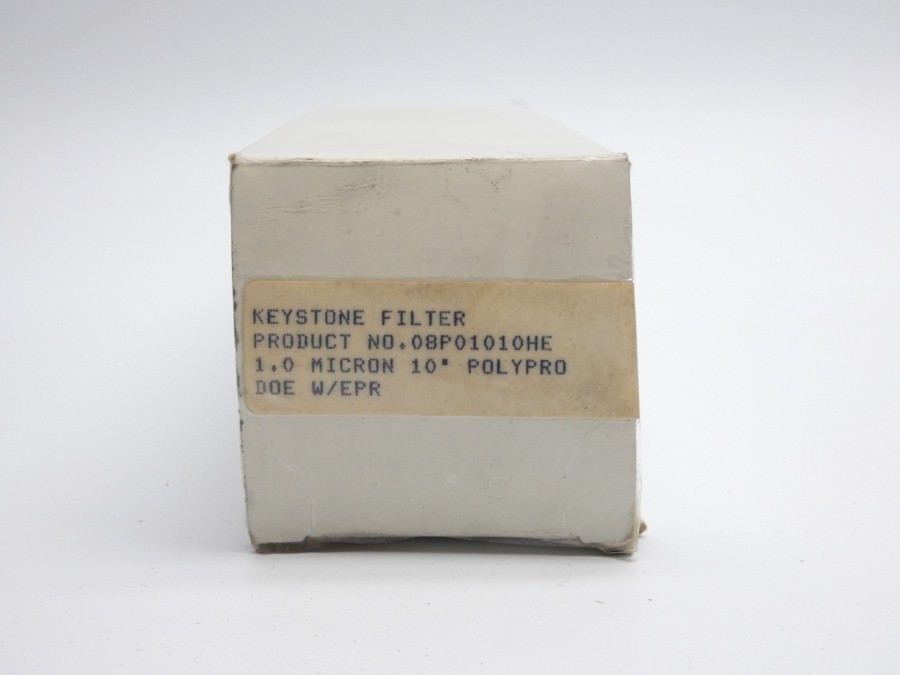 KEYSTONE FILTER
PRODUCT NO.08P01010HE
1.0 MICRON 10" POLYPRO
DOE W/EPR